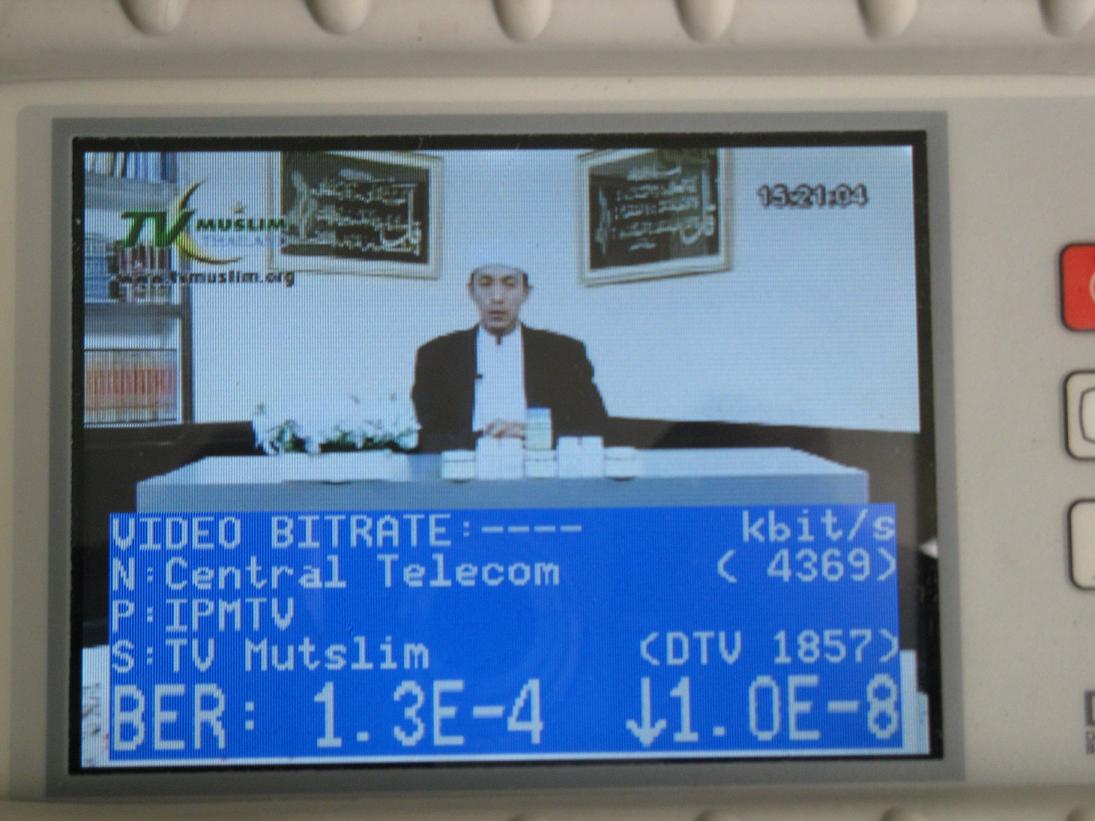 TV MUSLIM
THAILAND
www.tvmuslim.org
15:21:04
VIDEO BITRATE:---- kbit/s
N:Central Telecom ( 4369)
P:IPMTV
S:TV Mutslim (DTV 1857)
BER: 1.3E-4 ↓1.0E-8